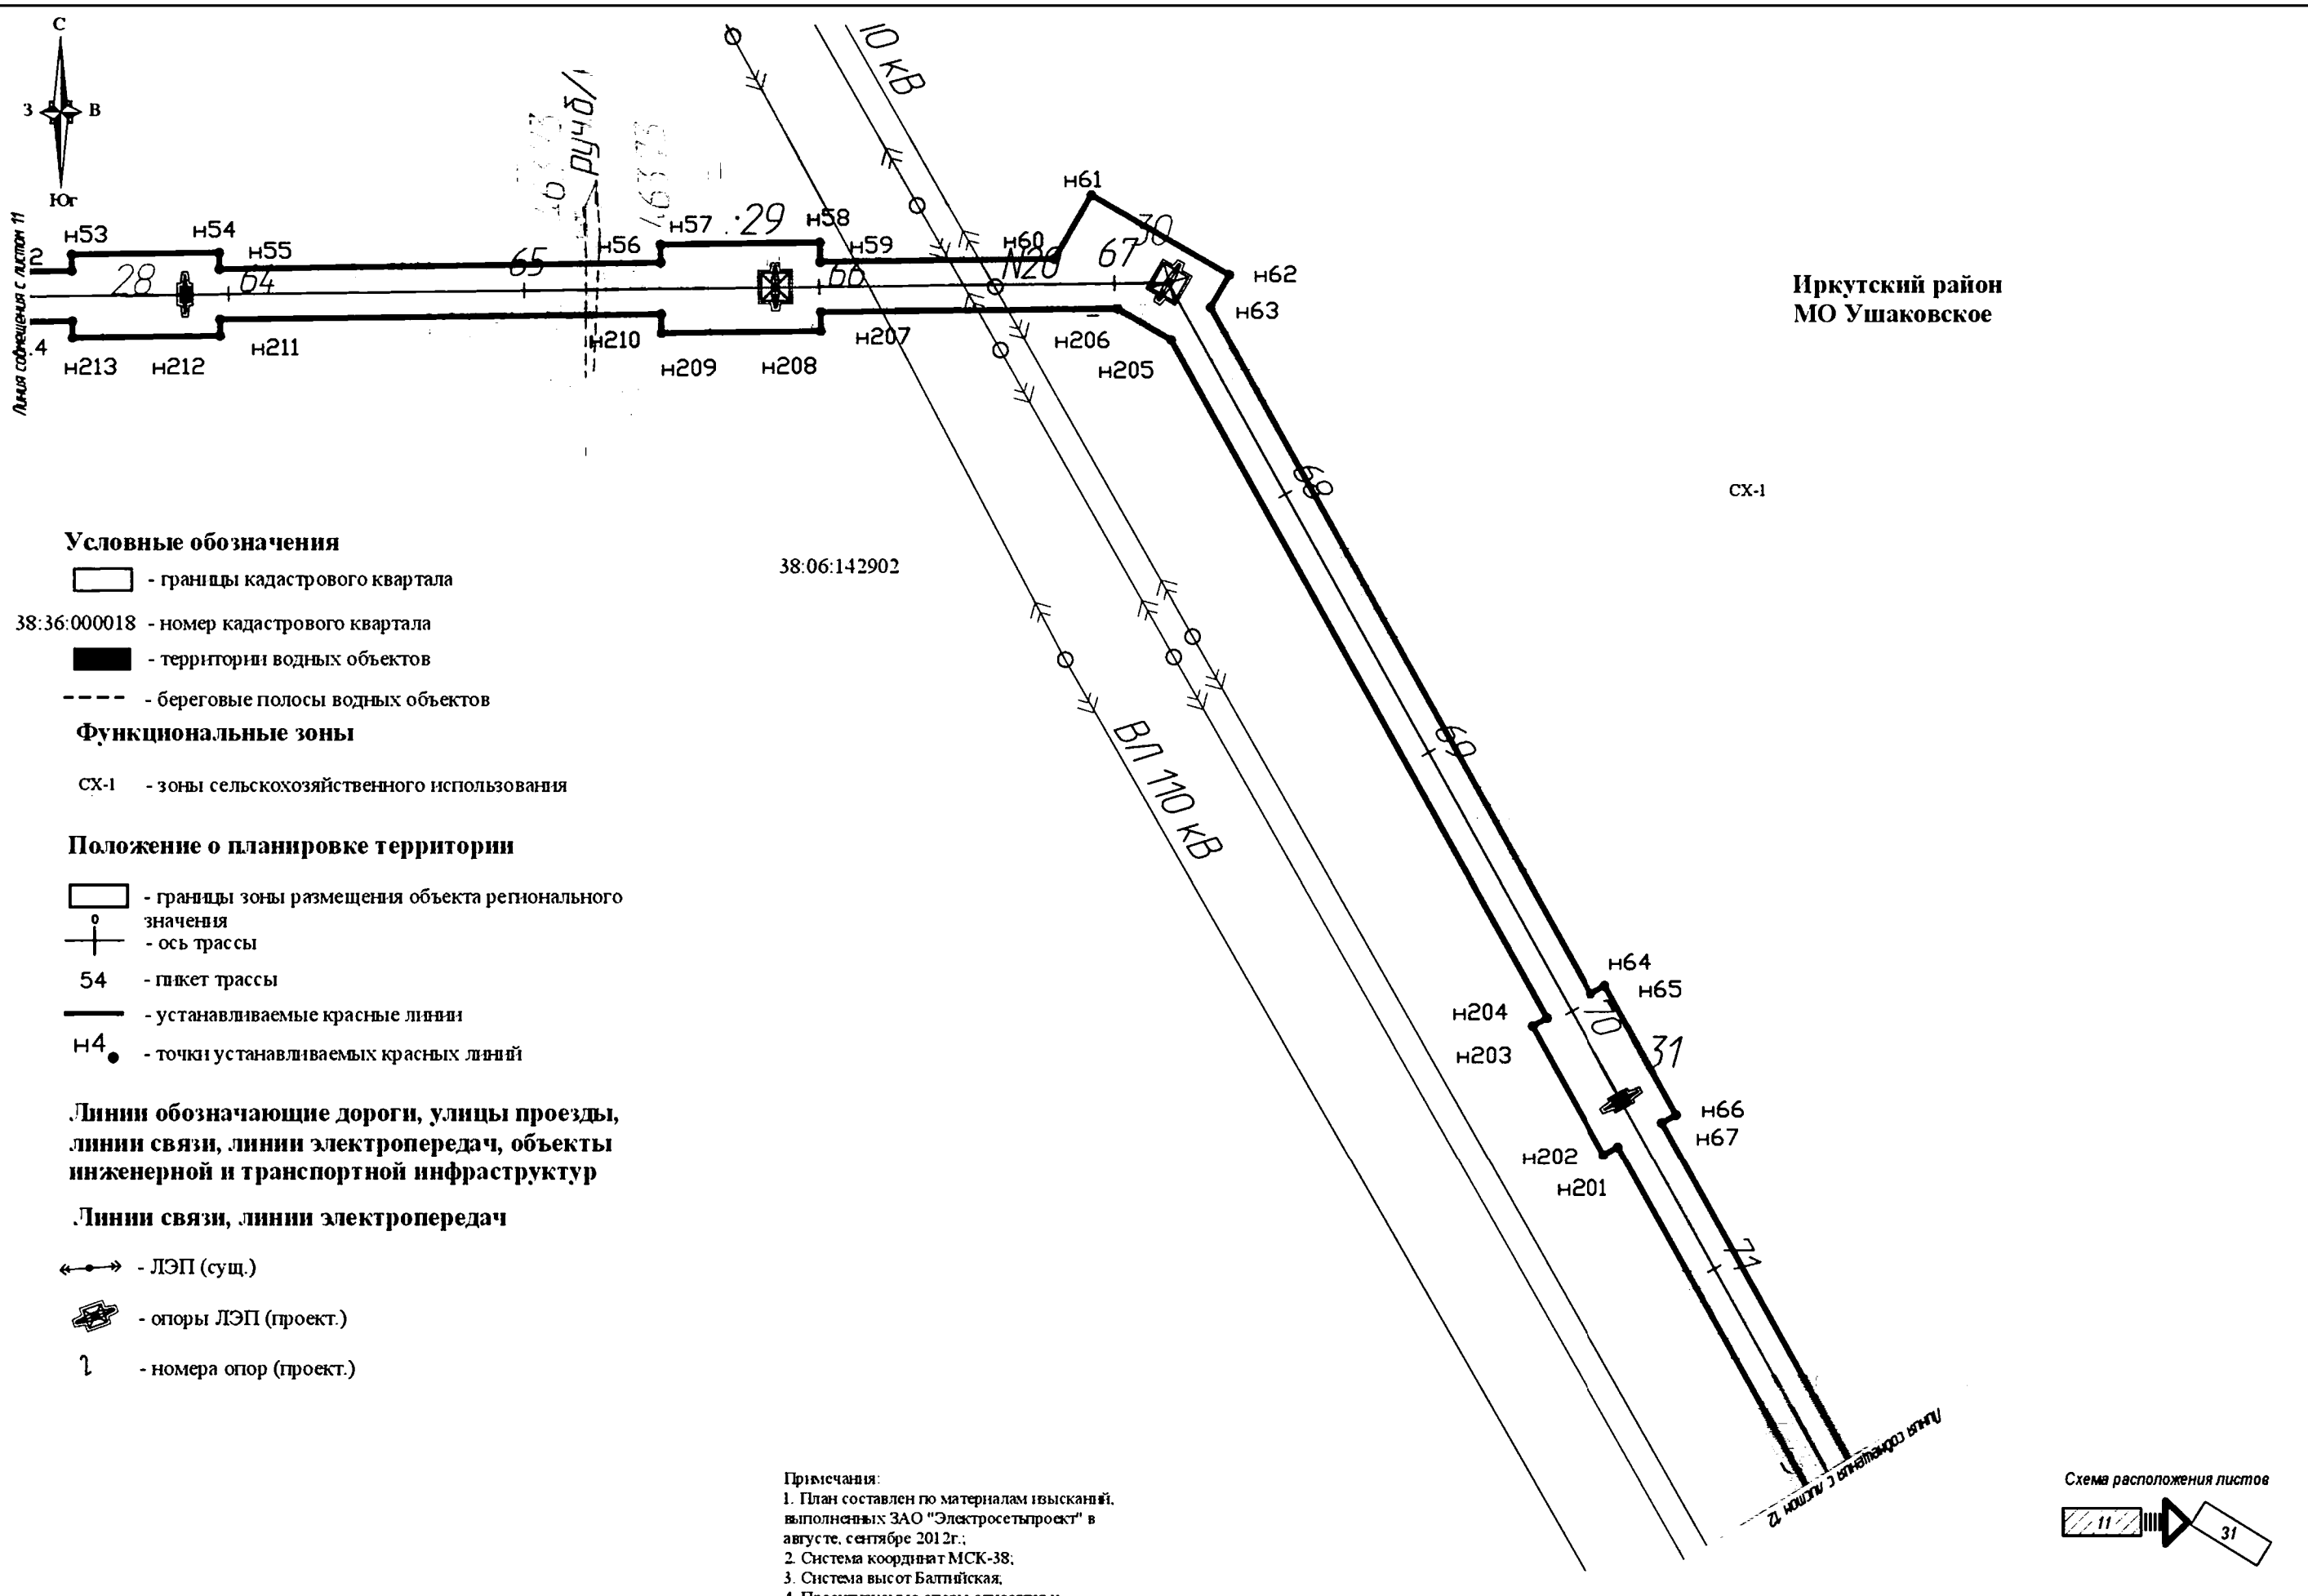 С
З
В
Юг
Линия совмещения с листом 11
2
н53
н54
н55
28
64
65
руч.б/
н56
н57
.29
н58
н59
66
н60
N20
н61
67
30
н62
н63
10 кВ
.4
н213
н212
н211
н210
н209
н208
н207
н206
н205
Иркутский район
МО Ушаковское
68
СХ-1
38:06:142902
69
ВЛ 110 кВ
н64
н65
70
31
н204
н203
н66
н67
н202
н201
71
Линия совмещения с листом 12
Условные обозначения
- границы кадастрового квартала
38:36:000018 - номер кадастрового квартала
- территории водных объектов
- береговые полосы водных объектов
Функциональные зоны
СХ-1 - зоны сельскохозяйственного использования
Положение о планировке территории
- границы зоны размещения объекта регионального
значения
- ось трассы
54 - пикет трассы
- устанавливаемые красные линии
н4 - точки устанавливаемых красных линий
Линии обозначающие дороги, улицы проезды,
линии связи, линии электропередач, объекты
инженерной и транспортной инфраструктур
Линии связи, линии электропередач
- ЛЭП (сущ.)
- опоры ЛЭП (проект.)
- номера опор (проект.)
Примечания:
1. План составлен по материалам изысканий,
выполненных ЗАО "Электросетьпроект" в
августе, сентябре 2012г.;
2. Система координат МСК-38;
3. Система высот Балтийская;
Схема расположения листов
11
31